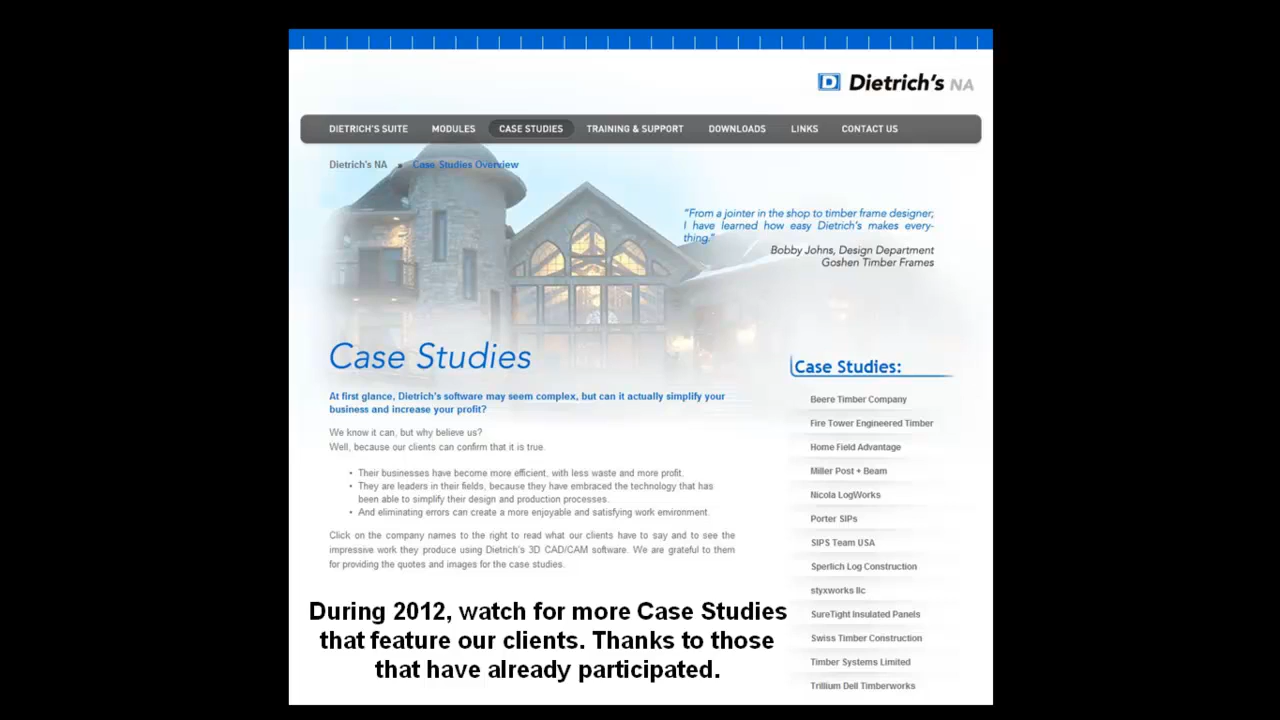 D Dietrich's NA
DIETRICH'S SUITE MODULES CASE STUDIES TRAINING & SUPPORT DOWNLOADS LINKS CONTACT US
Dietrich's NA Case Studies Overview
"From a jointer in the shop to timber frame designer;
I have learned how easy Dietrich's makes every-
thing."
Bobby Johns, Design Department
Goshen Timber Frames
Case Studies
At first glance, Dietrich's software may seem complex, but can it actually simplify your
business and increase your profit?
We know it can, but why believe us?
Well, because our clients can confirm that it is true.
• Their businesses have become more efficient, with less waste and more profit.
• They are leaders in their fields, because they have embraced the technology that has
been able to simplify their design and production processes.
• And eliminating errors can create a more enjoyable and satisfying work environment.
Click on the company names to the right to read what our clients have to say and to see the
impressive work they produce using Dietrich's 3D CAD/CAM software. We are grateful to them
for providing the quotes and images for the case studies.
During 2012, watch for more Case Studies
that feature our clients. Thanks to those
that have already participated.
Case Studies:
Beere Timber Company
Fire Tower Engineered Timber
Home Field Advantage
Miller Post + Beam
Nicola LogWorks
Porter SIPs
SIPS Team USA
Sperlich Log Construction
styxworks llc
SureTight Insulated Panels
Swiss Timber Construction
Timber Systems Limited
Trillium Dell Timberworks